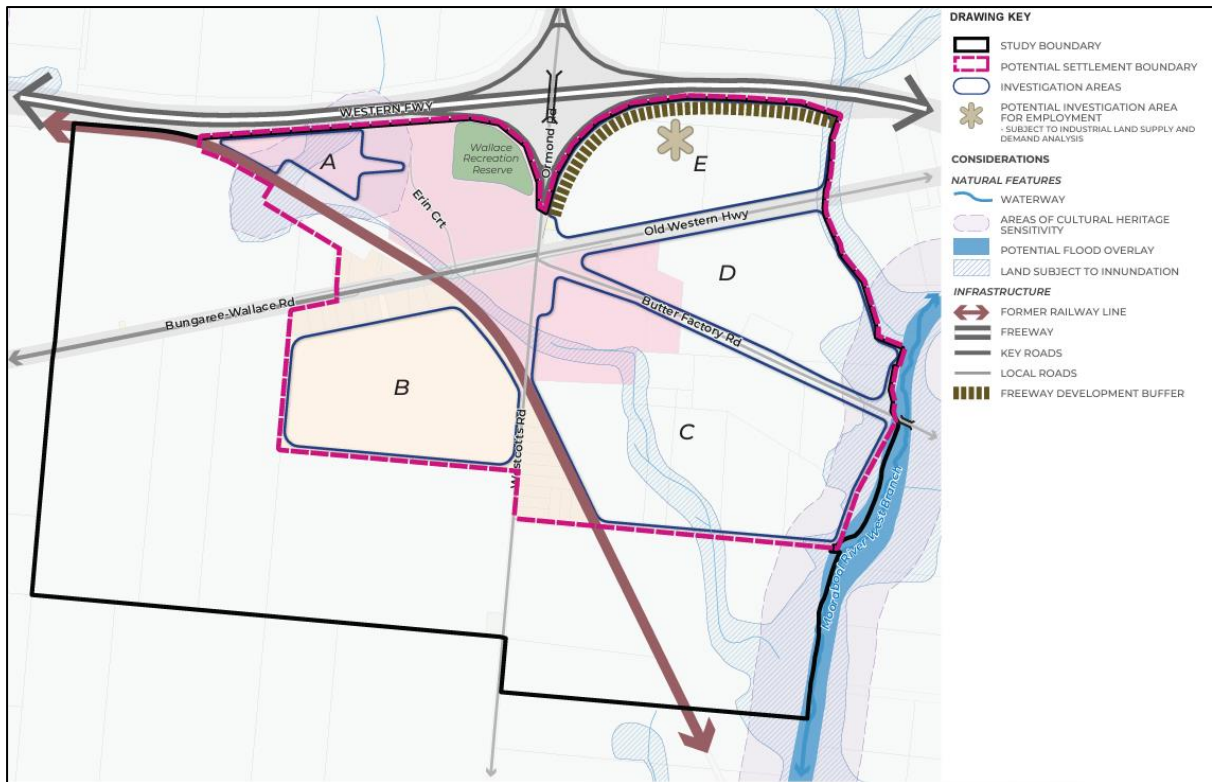 WESTERN FWY
Ormond Rd
Wallace
Recreation
Reserve
A
Erin Crt
E
Old Western Hwy
D
Bungaree-Wallace Rd
Butter Factory Rd
B
C
Westcotts Rd
Moorabool River West Branch
DRAWING KEY
STUDY BOUNDARY
POTENTIAL SETTLEMENT BOUNDARY
INVESTIGATION AREAS
POTENTIAL INVESTIGATION AREA
FOR EMPLOYMENT
- SUBJECT TO INDUSTRIAL LAND SUPPLY AND
DEMAND ANALYSIS
CONSIDERATIONS
NATURAL FEATURES
WATERWAY
AREAS OF CULTURAL HERITAGE
SENSITIVITY
POTENTIAL FLOOD OVERLAY
LAND SUBJECT TO INNUNDATION
INFRASTRUCTURE
FORMER RAILWAY LINE
FREEWAY
KEY ROADS
LOCAL ROADS
FREEWAY DEVELOPMENT BUFFER